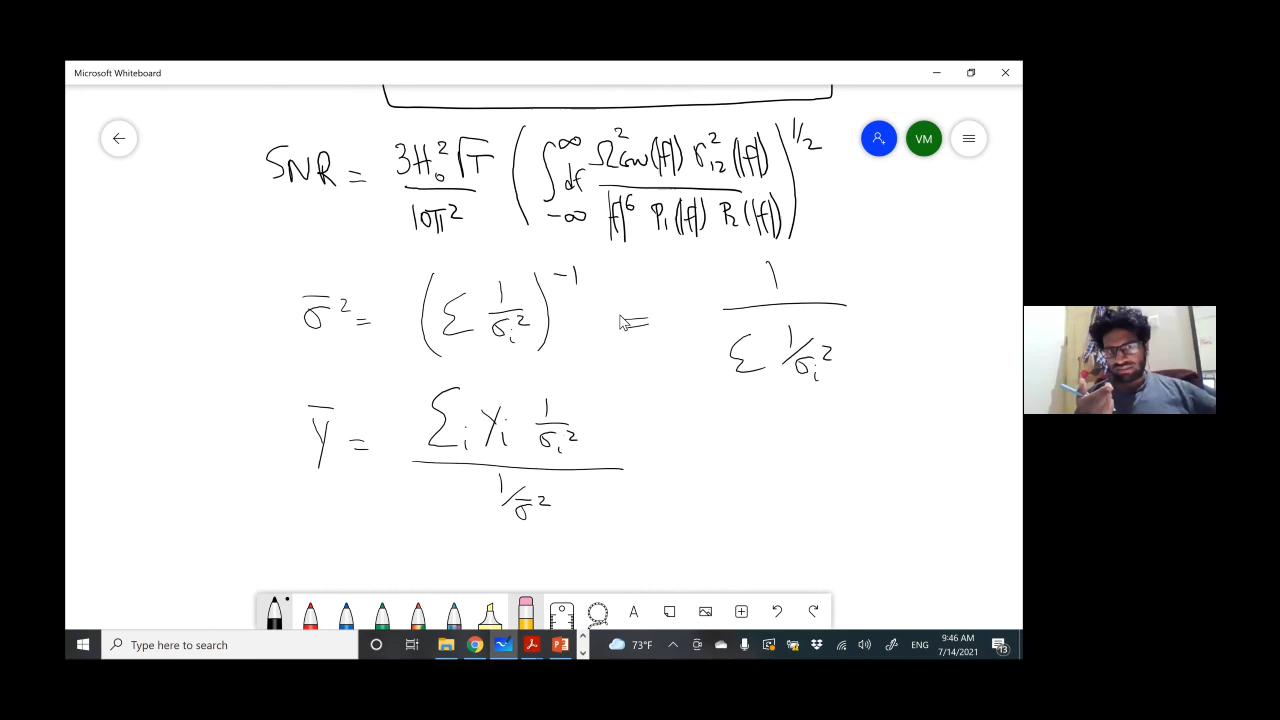 Microsoft Whiteboard
VM
SNR = 3H₀²√T / 10π² ( ∫_{-∞}^{∞} df Ω²gw(|f|) γ₁₂²(|f|) / |f|⁶ P₁(|f|) P₂(|f|) )^{1/2}
σ̅² = ( Σ 1/σᵢ² )⁻¹ = 1 / Σ 1/σᵢ²
Y̅ = Σᵢ Yᵢ 1/σᵢ² / 1/σ̅²
A
Type here to search
73°F
ENG
9:46 AM
7/14/2021
13